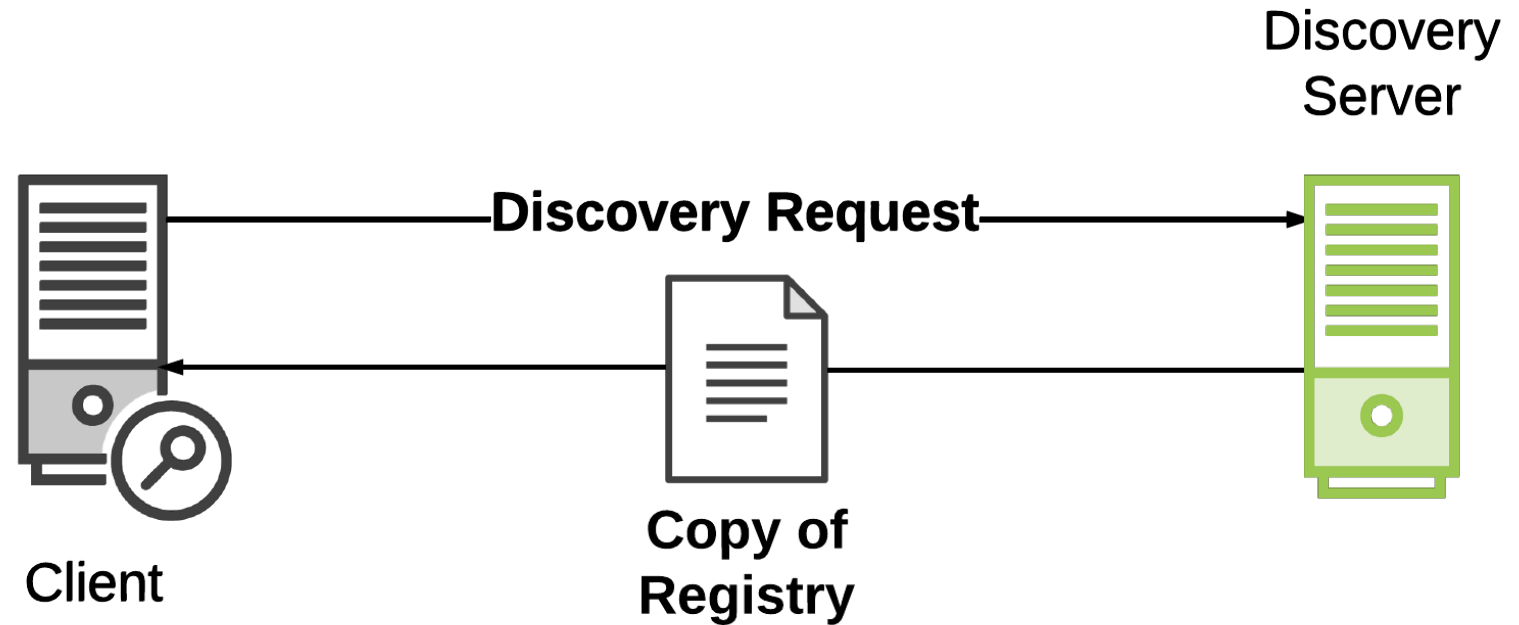 Discovery
Server
Discovery Request
Copy of
Registry
Client